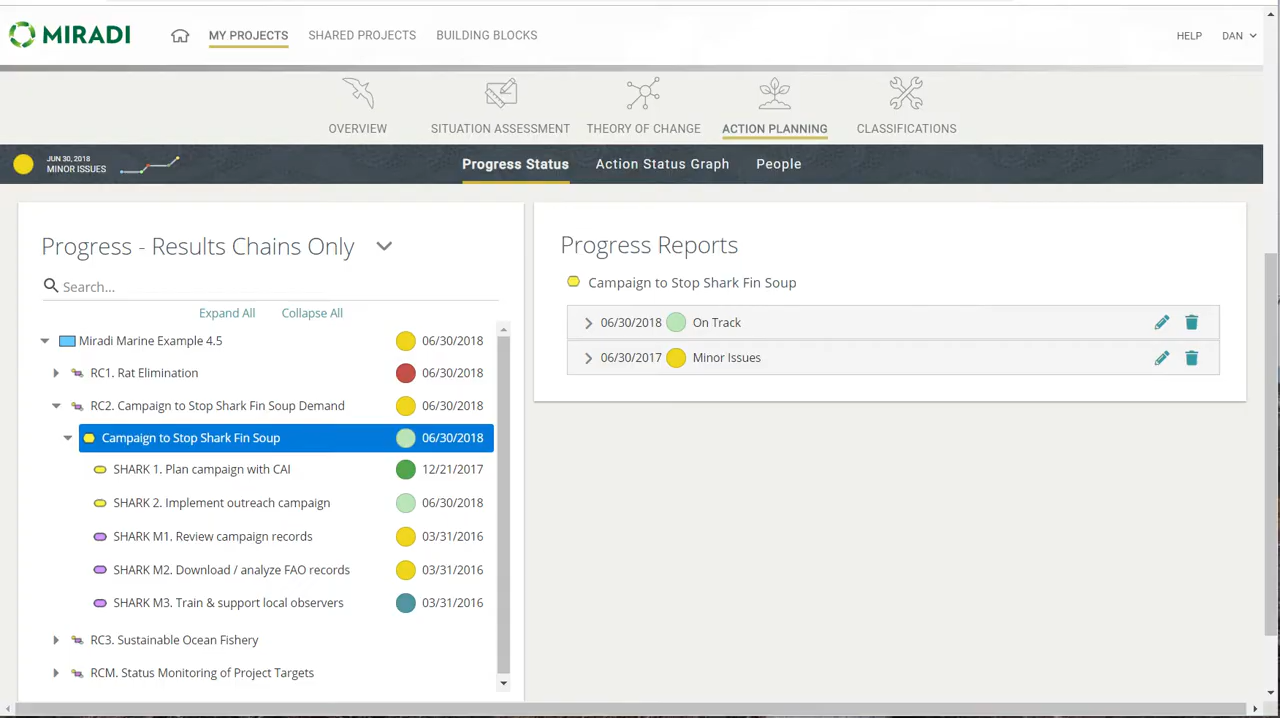 MIRADI
MY PROJECTS
SHARED PROJECTS
BUILDING BLOCKS
HELP
DAN
OVERVIEW
SITUATION ASSESSMENT
THEORY OF CHANGE
ACTION PLANNING
CLASSIFICATIONS
JUN 30, 2018
MINOR ISSUES
Progress Status
Action Status Graph
People
Progress - Results Chains Only
Search...
Expand All
Collapse All
Miradi Marine Example 4.5 06/30/2018
RC1. Rat Elimination 06/30/2018
RC2. Campaign to Stop Shark Fin Soup Demand 06/30/2018
Campaign to Stop Shark Fin Soup 06/30/2018
SHARK 1. Plan campaign with CAI 12/21/2017
SHARK 2. Implement outreach campaign 06/30/2018
SHARK M1. Review campaign records 03/31/2016
SHARK M2. Download / analyze FAO records 03/31/2016
SHARK M3. Train & support local observers 03/31/2016
RC3. Sustainable Ocean Fishery
RCM. Status Monitoring of Project Targets
Progress Reports
Campaign to Stop Shark Fin Soup
06/30/2018 On Track
06/30/2017 Minor Issues